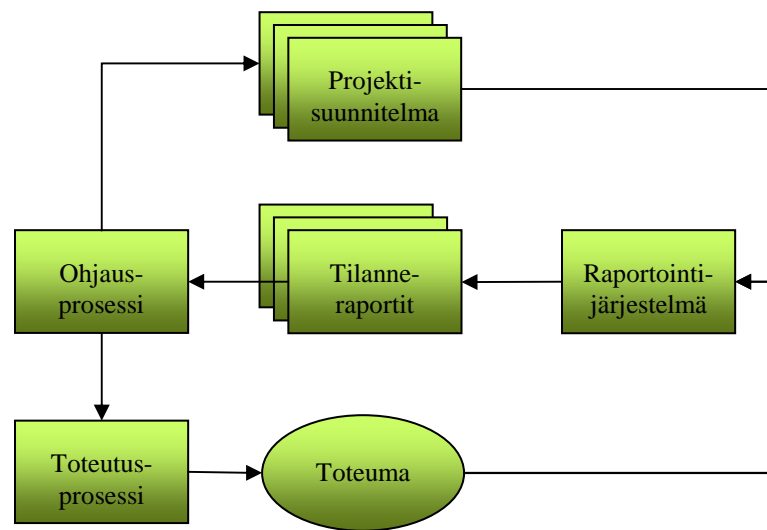 Projekti-
suunnitelma
Ohjaus-
prosessi
Tilanne-
raportit
Raportointi-
järjestelmä
Toteutus-
prosessi
Toteuma